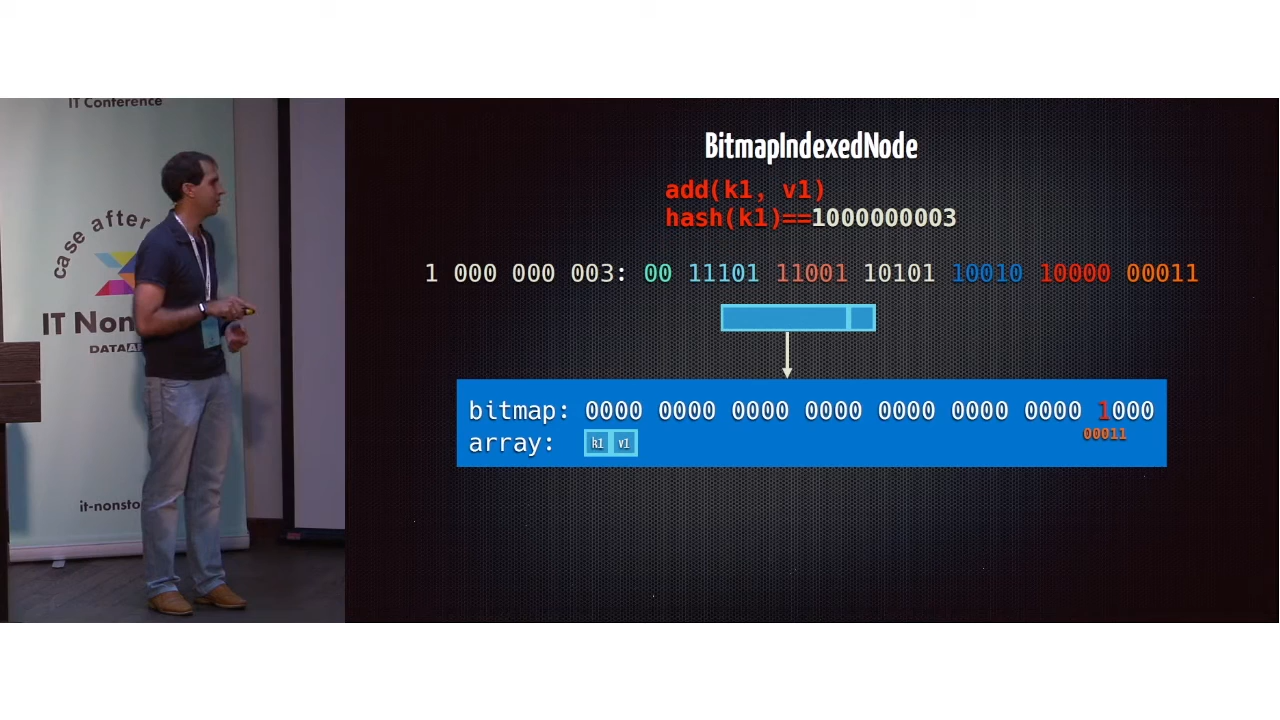 IT Conference
case after
IT Non
DATA
it-nonsto
BitmapIndexedNode
add(k1, v1)
hash(k1)==1000000003
1 000 000 003: 00 11101 11001 10101 10010 10000 00011
bitmap: 0000 0000 0000 0000 0000 0000 0000 1000
00011
array: k1 v1